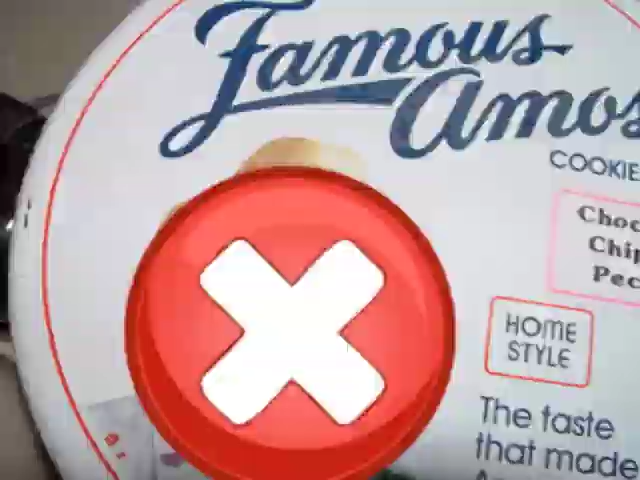 Famous
Amos
COOKIE
Choc
Chip
Pec
HOME
STYLE
The taste
that made